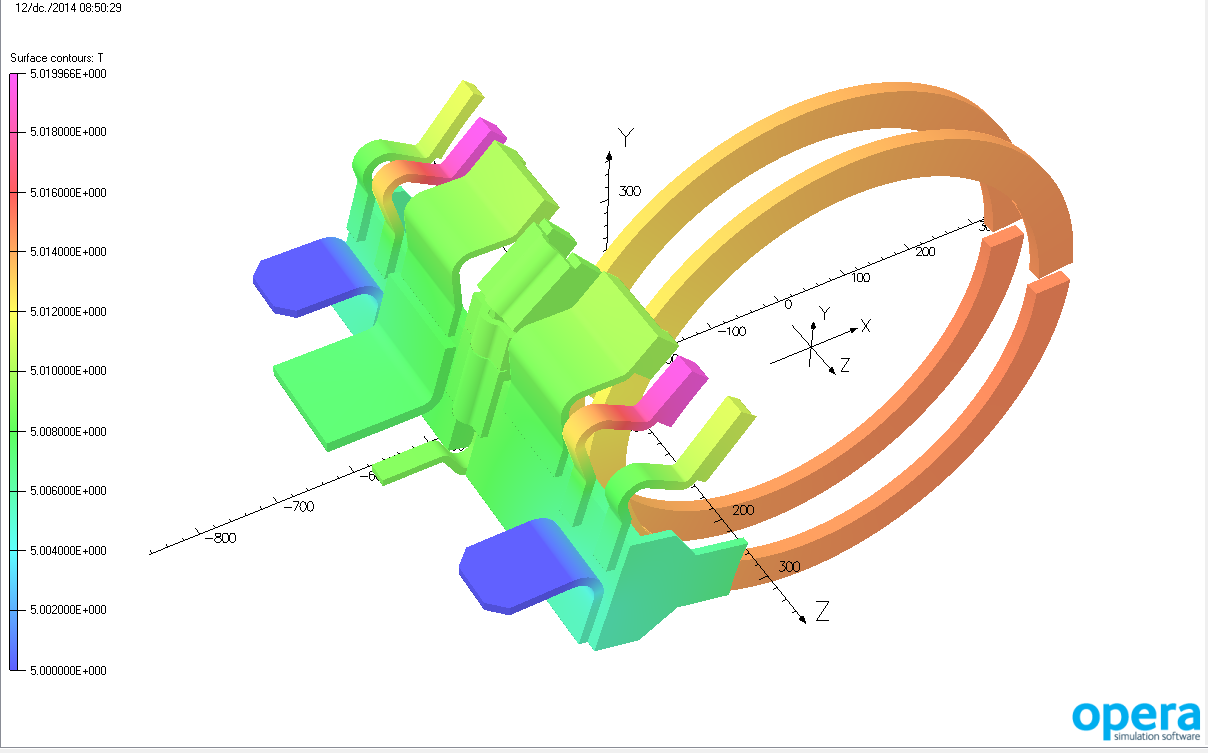 12/dc./2014 08:50:29
Surface contours: T
5.019966E+000
5.018000E+000
5.016000E+000
5.014000E+000
5.012000E+000
5.010000E+000
5.008000E+000
5.006000E+000
5.004000E+000
5.002000E+000
5.000000E+000
Y
300
200
100
0
-100
Y
X
Z
-700
-800
200
300
Z
opera
simulation software